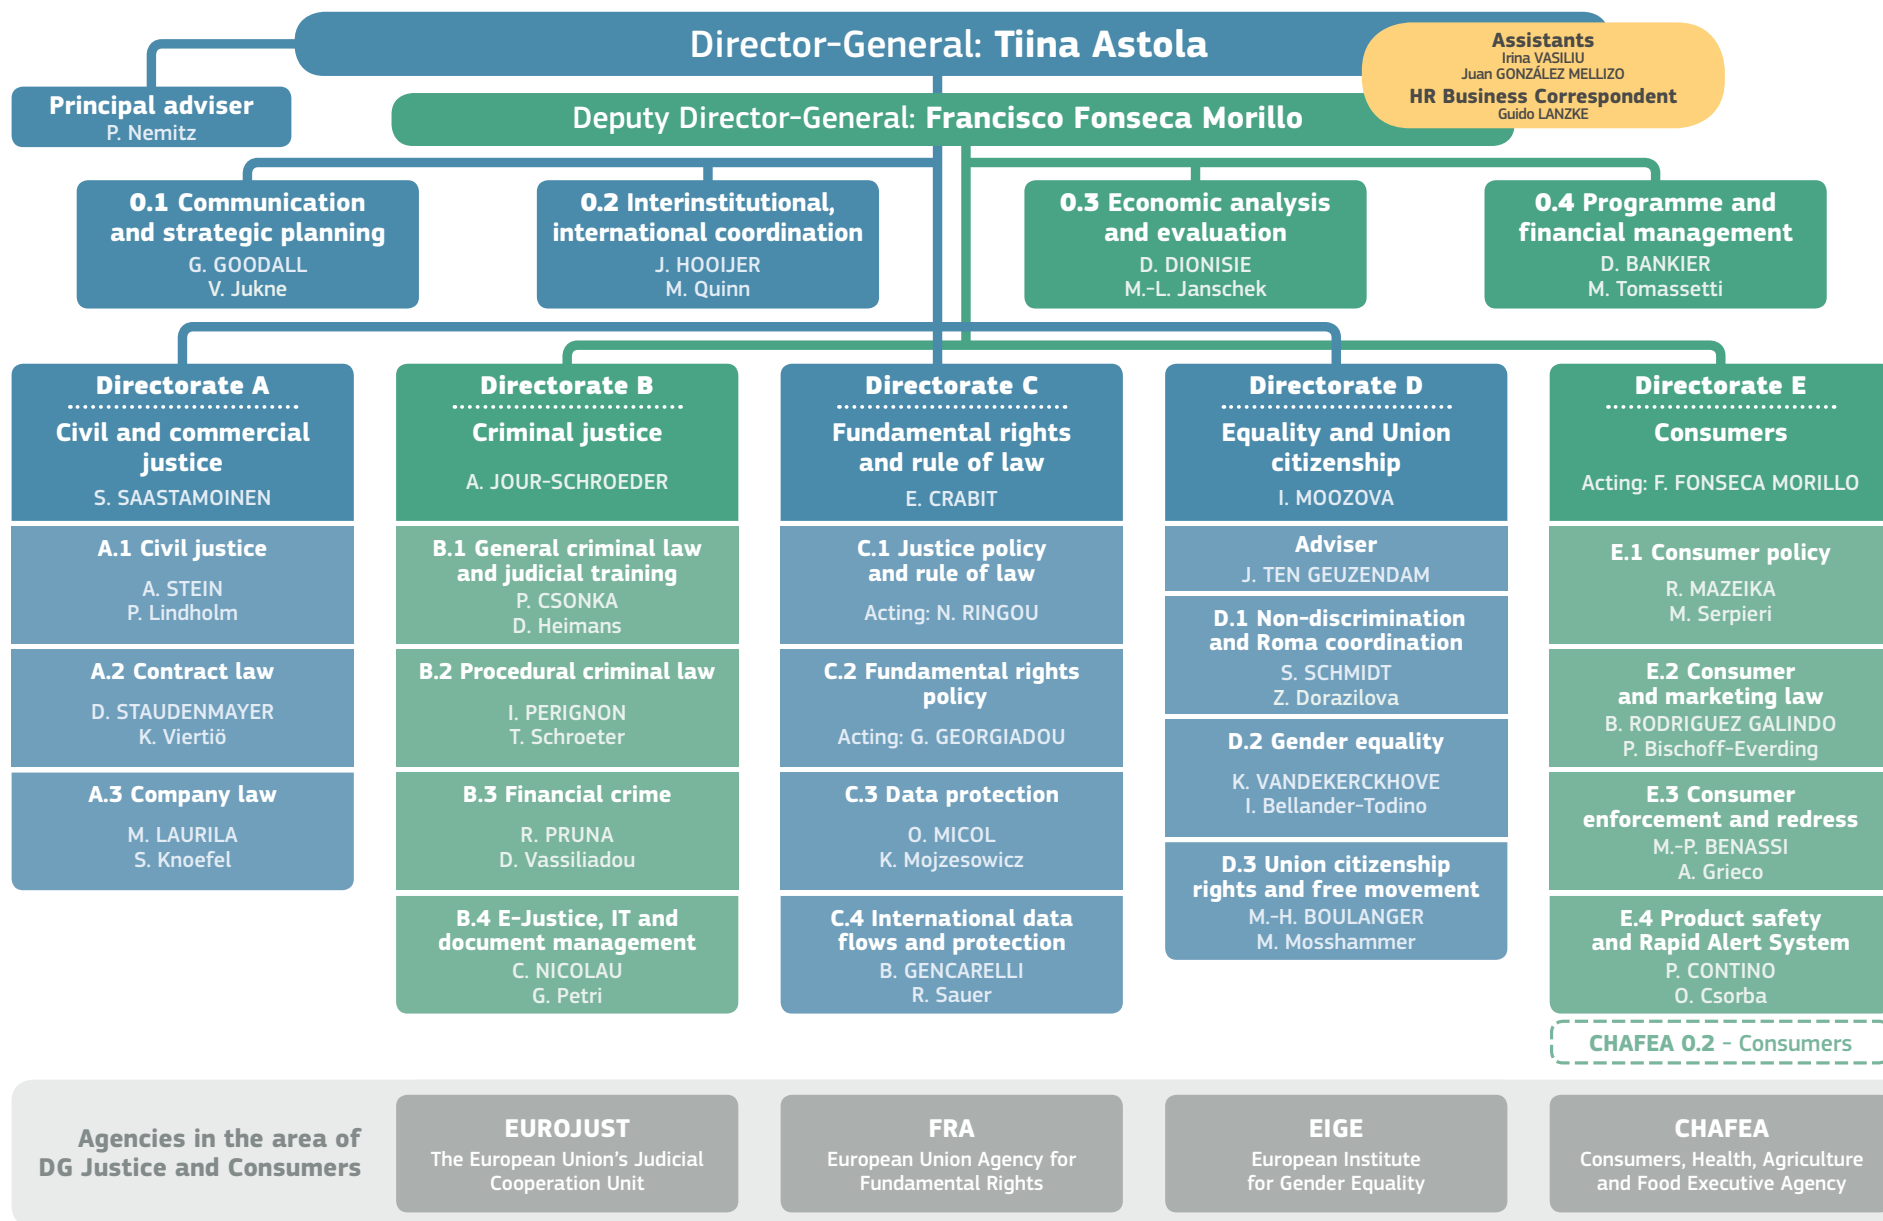 Director-General: Tiina Astola
Assistants
Irina VASILIU
Juan GONZÁLEZ MELLIZO
HR Business Correspondent
Guido LANZKE
Principal adviser
P. Nemitz
Deputy Director-General: Francisco Fonseca Morillo
0.1 Communication
and strategic planning
G. GOODALL
V. Jukne
0.2 Interinstitutional,
international coordination
J. HOOIJER
M. Quinn
0.3 Economic analysis
and evaluation
D. DIONISIE
M.-L. Janschek
0.4 Programme and
financial management
D. BANKIER
M. Tomassetti
Directorate A
Civil and commercial
justice
S. SAASTAMOINEN
A.1 Civil justice
A. STEIN
P. Lindholm
A.2 Contract law
D. STAUDENMAYER
K. Viertiö
A.3 Company law
M. LAURILA
S. Knoefel
Directorate B
Criminal justice
A. JOUR-SCHROEDER
B.1 General criminal law
and judicial training
P. CSONKA
D. Heimans
B.2 Procedural criminal law
I. PERIGNON
T. Schroeter
B.3 Financial crime
R. PRUNA
D. Vassiliadou
B.4 E-Justice, IT and
document management
C. NICOLAU
G. Petri
Directorate C
Fundamental rights
and rule of law
E. CRABIT
C.1 Justice policy
and rule of law
Acting: N. RINGOU
C.2 Fundamental rights
policy
Acting: G. GEORGIADOU
C.3 Data protection
O. MICOL
K. Mojzesowicz
C.4 International data
flows and protection
B. GENCARELLI
R. Sauer
Directorate D
Equality and Union
citizenship
I. MOOZOVA
Adviser
J. TEN GEUZENDAM
D.1 Non-discrimination
and Roma coordination
S. SCHMIDT
Z. Dorazilova
D.2 Gender equality
K. VANDEKERCKHOVE
I. Bellander-Todino
D.3 Union citizenship
rights and free movement
M.-H. BOULANGER
M. Mosshammer
Directorate E
Consumers
Acting: F. FONSECA MORILLO
E.1 Consumer policy
R. MAZEIKA
M. Serpieri
E.2 Consumer
and marketing law
B. RODRIGUEZ GALINDO
P. Bischoff-Everding
E.3 Consumer
enforcement and redress
M.-P. BENASSI
A. Grieco
E.4 Product safety
and Rapid Alert System
P. CONTINO
O. Csorba
CHAFEA 0.2 - Consumers
Agencies in the area of
DG Justice and Consumers
EUROJUST
The European Union's Judicial
Cooperation Unit
FRA
European Union Agency for
Fundamental Rights
EIGE
European Institute
for Gender Equality
CHAFEA
Consumers, Health, Agriculture
and Food Executive Agency